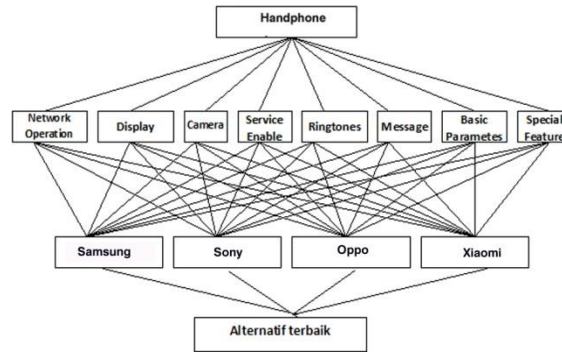 Handphone
Network
Operation
Display
Camera
Service
Enable
Ringtones
Message
Basic
Parametes
Special
Feature
Samsung
Sony
Oppo
Xiaomi
Alternatif terbaik